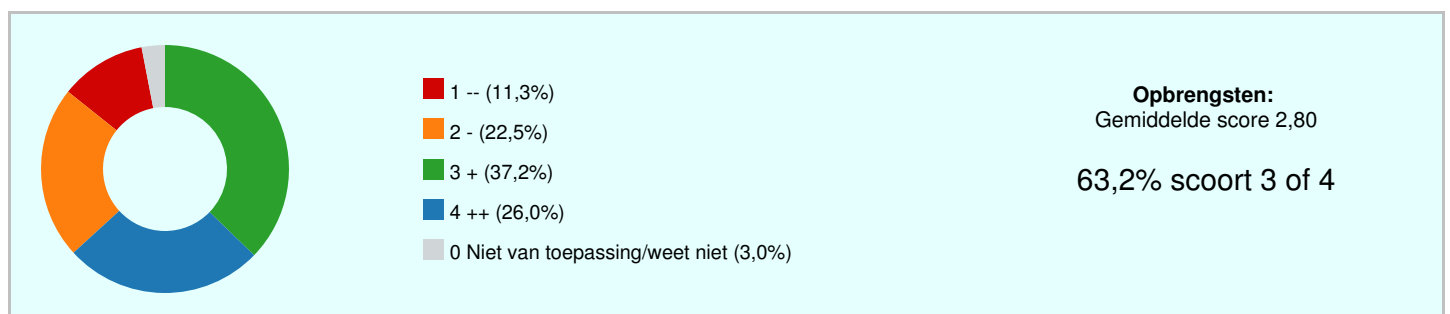 1 -- (11,3%)
2 - (22,5%)
3 + (37,2%)
4 ++ (26,0%)
0 Niet van toepassing/weet niet (3,0%)
Opbrengsten:
Gemiddelde score 2,80
63,2% scoort 3 of 4